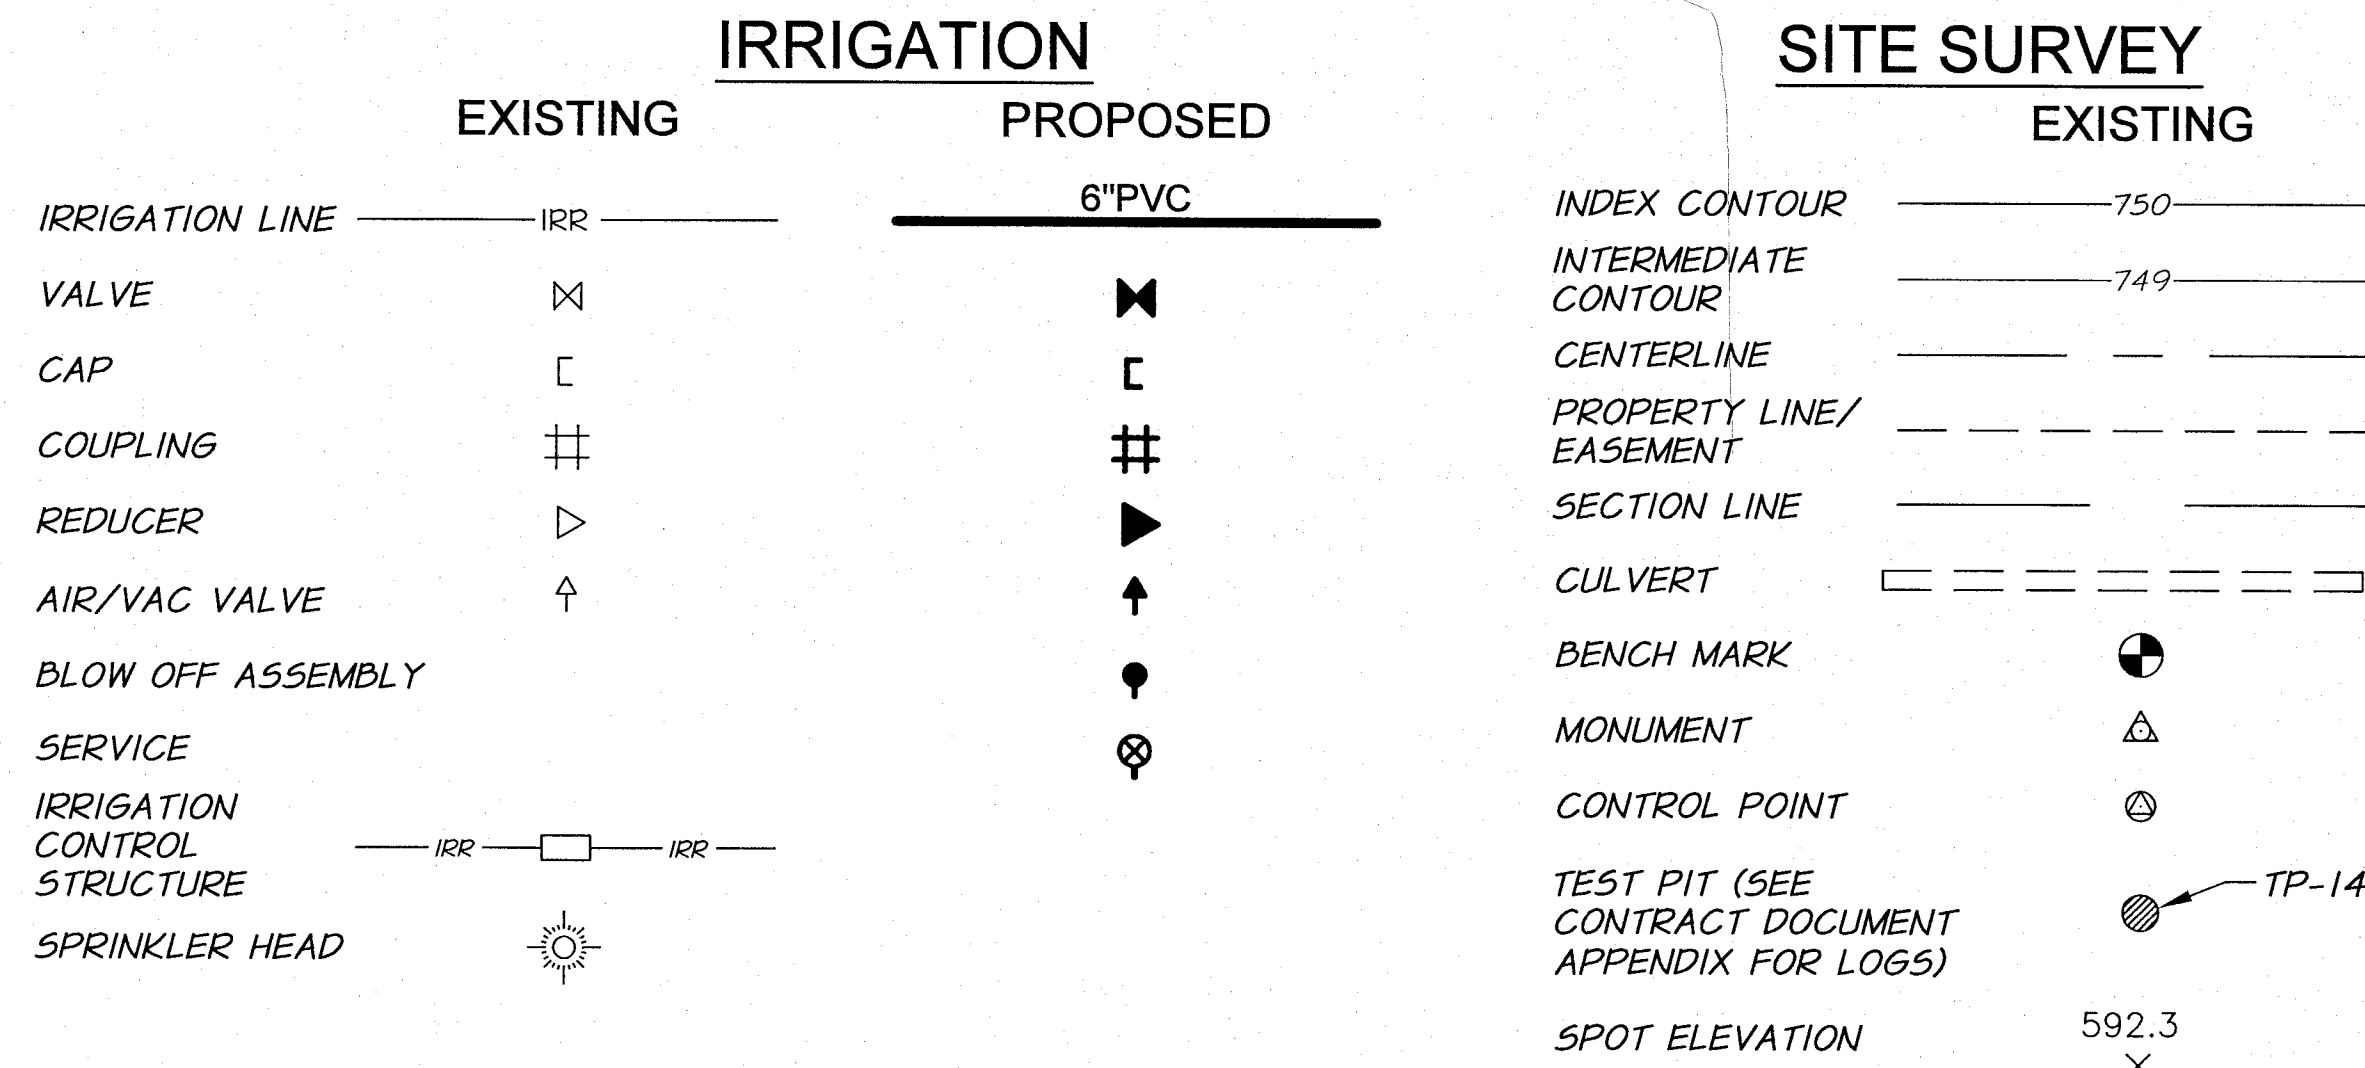 IRRIGATION
EXISTING
PROPOSED
IRRIGATION LINE
IRR
6"PVC
VALVE
CAP
COUPLING
REDUCER
AIR/VAC VALVE
BLOW OFF ASSEMBLY
SERVICE
IRRIGATION
CONTROL
STRUCTURE
IRR
IRR
SPRINKLER HEAD
SITE SURVEY
EXISTING
INDEX CONTOUR
750
INTERMEDIATE
CONTOUR
749
CENTERLINE
PROPERTY LINE/
EASEMENT
SECTION LINE
CULVERT
BENCH MARK
MONUMENT
CONTROL POINT
TEST PIT (SEE
CONTRACT DOCUMENT
APPENDIX FOR LOGS)
TP-14
SPOT ELEVATION
592.3